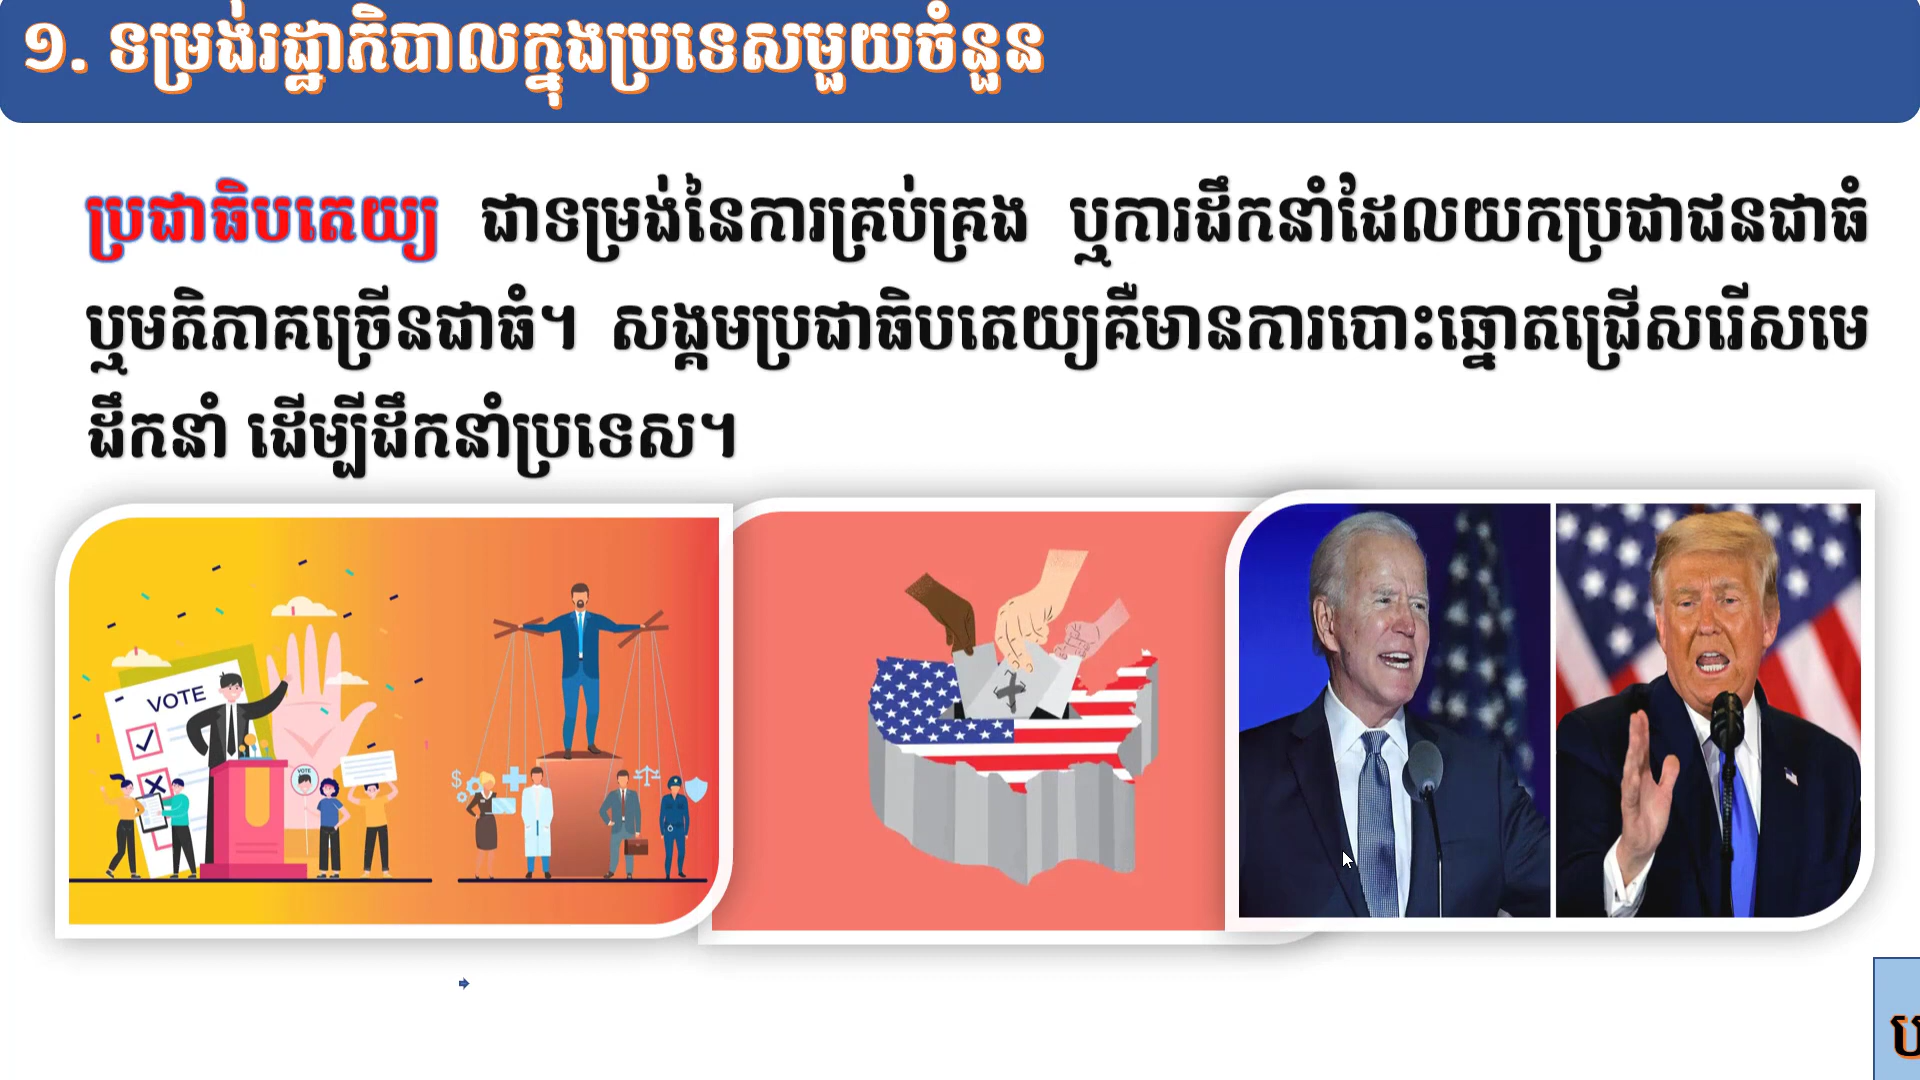 ១. ទម្រង់រដ្ឋាភិបាលក្នុងប្រទេសមួយចំនួន
ប្រជាធិបតេយ្យ ជាទម្រង់នៃការគ្រប់គ្រង ឬការដឹកនាំដែលយកប្រជាជនជាធំ
ឬមតិភាគច្រើនជាធំ។ សង្គមប្រជាធិបតេយ្យគឺមានការបោះឆ្នោតជ្រើសរើសមេ
ដឹកនាំ ដើម្បីដឹកនាំប្រទេស។
VOTE
VOTE